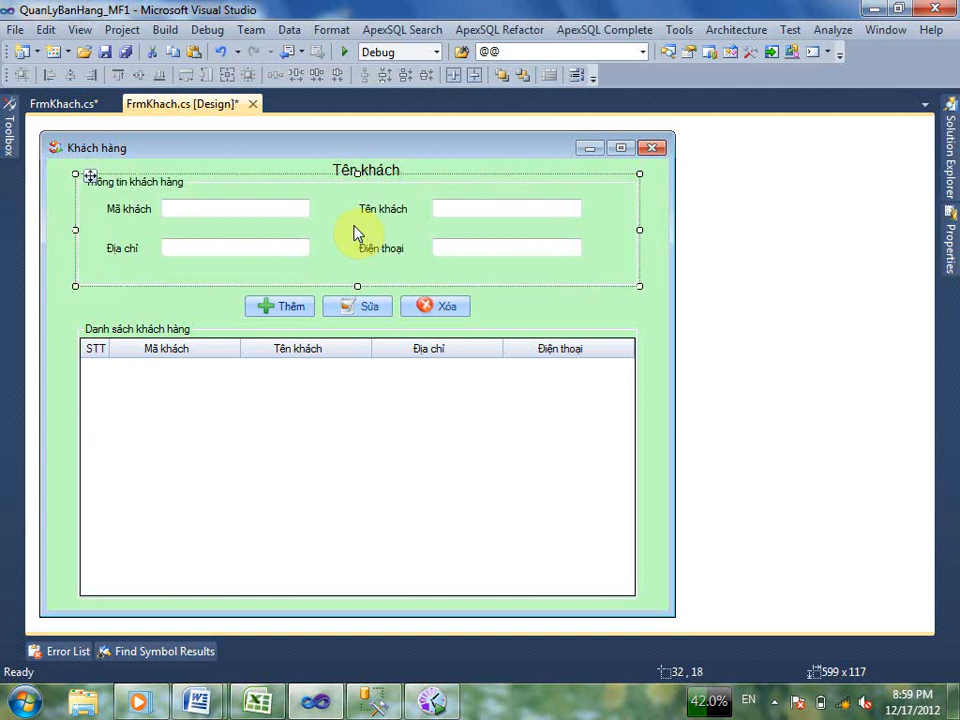 QuanLyBanHang_MF1 - Microsoft Visual Studio
File Edit View Project Build Debug Team Data Format ApexSQL Search ApexSQL Refactor ApexSQL Complete Tools Architecture Test Analyze Window Help
Debug @@
FrmKhach.cs* FrmKhach.cs [Design]*
Toolbox
Solution Explorer
Properties
Khách hàng
Tên khách
Thông tin khách hàng
Mã khách Tên khách
Địa chỉ Điện thoại
Thêm Sửa Xóa
Danh sách khách hàng
STT Mã khách Tên khách Địa chỉ Điện thoại
Error List Find Symbol Results
Ready 32 , 18 599 x 117
42.0% EN 8:59 PM
12/17/2012